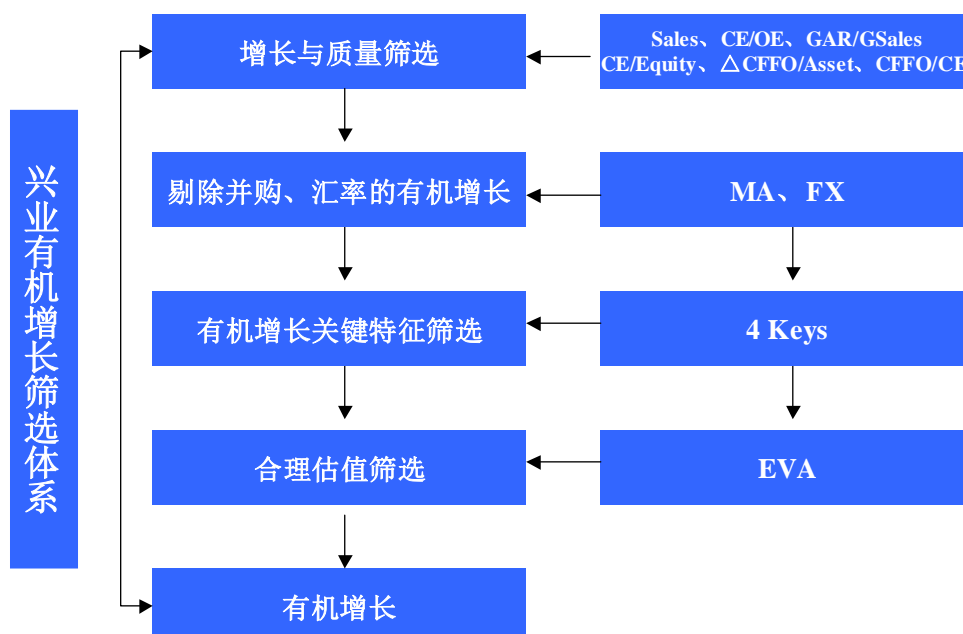 兴业有机增长筛选体系
增长与质量筛选
Sales、CE/OE、GAR/GSales
CE/Equity、△CFFO/Asset、CFFO/CE
剔除并购、汇率的有机增长
MA、FX
有机增长关键特征筛选
4 Keys
合理估值筛选
EVA
有机增长